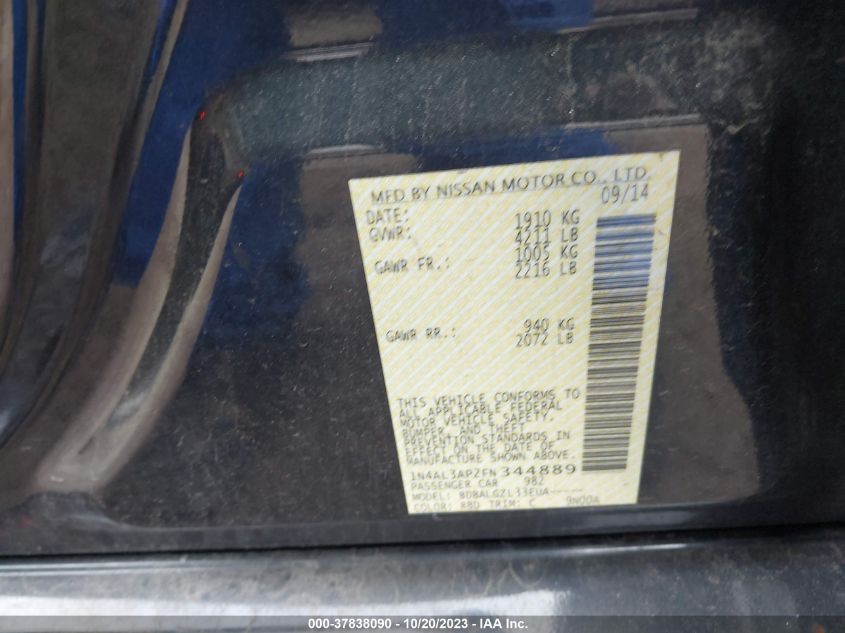 MFD BY NISSAN MOTOR CO., LTD.
DATE: 09/14
GVWR: 1910 KG
4211 LB
GAWR FR.: 1005 KG
2216 LB
GAWR RR.: 940 KG
2072 LB
THIS VEHICLE CONFORMS TO
ALL APPLICABLE FEDERAL
MOTOR VEHICLE SAFETY,
BUMPER, AND THEFT
PREVENTION STANDARDS IN
EFFECT ON THE DATE OF
MANUFACTURE SHOWN ABOVE.
1N4AL3APZFN344889
PASSENGER CAR 982
MODEL:
COLOR: TRIM: C
000-37838090 - 10/20/2023 - IAA Inc.